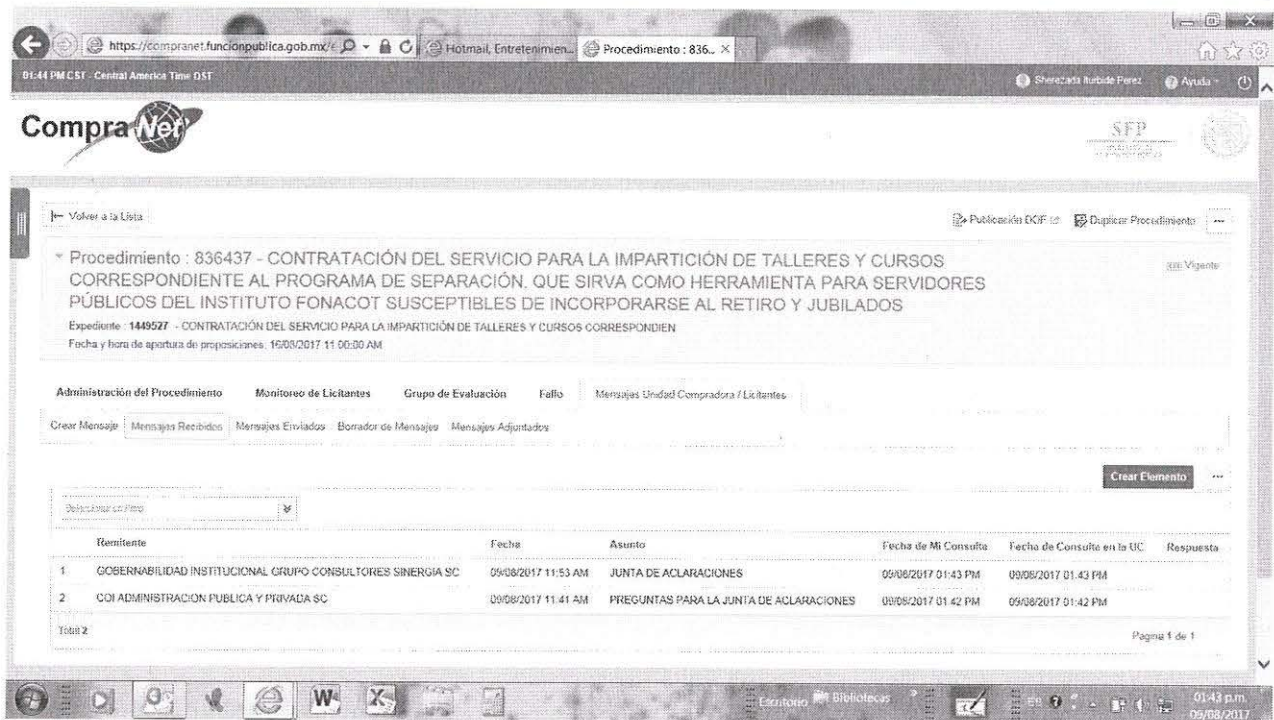 https://compranet.funcionpublica.gob.mx/e
Hotmail, Entretenimien...
Procedimiento : 836...
01:44 PM CST - Central America Time DST
Sherezada Iturbide Perez
Ayuda
CompraNet
SFP
Volver a la Lista
Publicación DOF
Duplicar Procedimiento
Procedimiento : 836437 - CONTRATACIÓN DEL SERVICIO PARA LA IMPARTICIÓN DE TALLERES Y CURSOS
CORRESPONDIENTE AL PROGRAMA DE SEPARACIÓN. QUE SIRVA COMO HERRAMIENTA PARA SERVIDORES
PÚBLICOS DEL INSTITUTO FONACOT SUSCEPTIBLES DE INCORPORARSE AL RETIRO Y JUBILADOS
Vigente
Expediente : 1449527 - CONTRATACIÓN DEL SERVICIO PARA LA IMPARTICIÓN DE TALLERES Y CURSOS CORRESPONDIEN
Fecha y hora de apertura de proposiciones: 16/08/2017 11:00:00 AM
Administración del Procedimiento
Monitoreo de Licitantes
Grupo de Evaluación
Fallo
Mensajes Unidad Compradora / Licitantes
Crear Mensaje
Mensajes Recibidos
Mensajes Enviados
Borrador de Mensajes
Mensajes Adjuntados
Crear Elemento
Remitente Fecha Asunto Fecha de Mi Consulta Fecha de Consulta en la UC Respuesta
1 GOBERNABILIDAD INSTITUCIONAL GRUPO CONSULTORES SINERGIA SC 09/08/2017 11:53 AM JUNTA DE ACLARACIONES 09/08/2017 01:43 PM 09/08/2017 01:43 PM
2 COI ADMINISTRACION PUBLICA Y PRIVADA SC 09/08/2017 11:41 AM PREGUNTAS PARA LA JUNTA DE ACLARACIONES 09/08/2017 01:42 PM 09/08/2017 01:42 PM
Total 2
Pagina 1 de 1
Escritorio
Bibliotecas
01:43 p.m.
09/08/2017